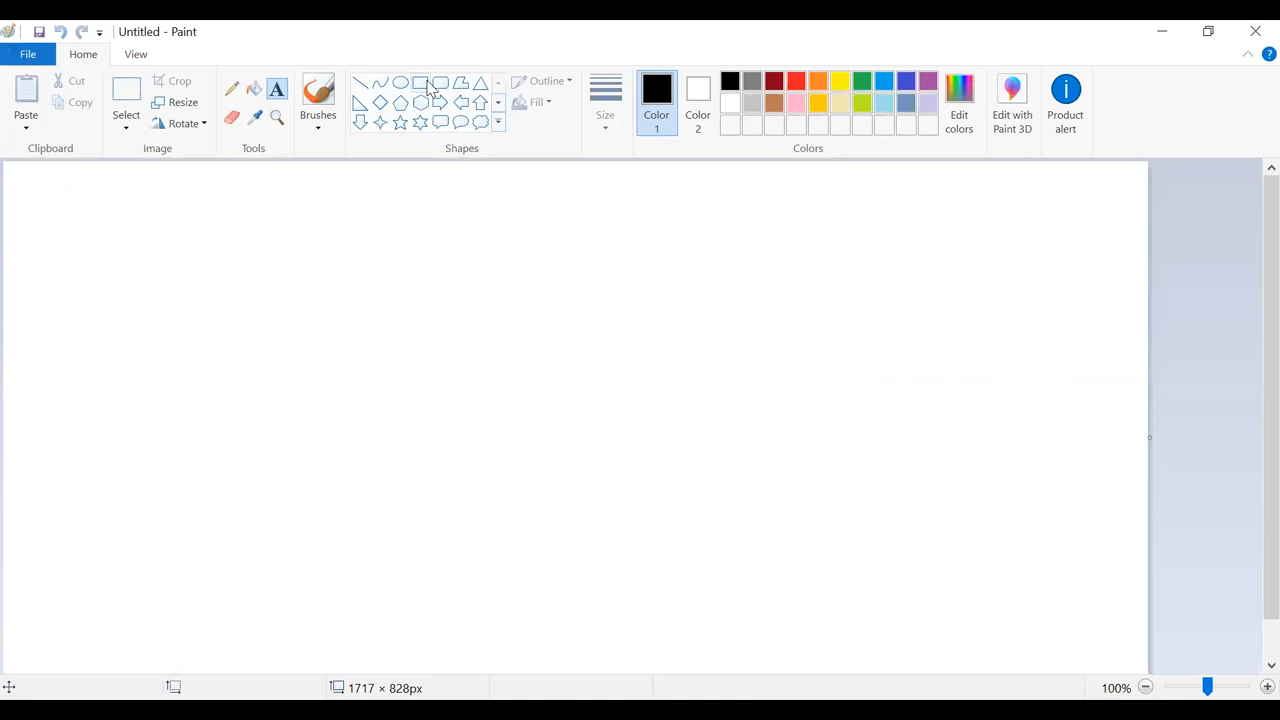 Untitled - Paint
File Home View
Paste
Cut
Copy
Clipboard
Select
Crop
Resize
Rotate
Image
A
Tools
Brushes
Shapes
Outline
Fill
Size
Color 1
Color 2
Colors
Edit colors
Edit with Paint 3D
Product alert
1717 × 828px
100%